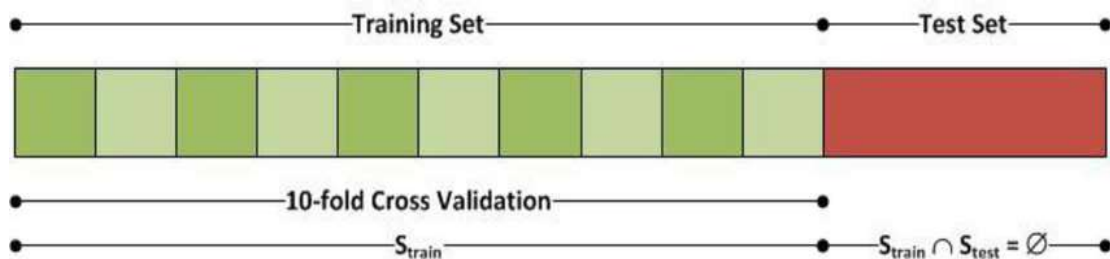 Training Set Test Set
10-fold Cross Validation
Strain Strain ∩ Stest = ∅